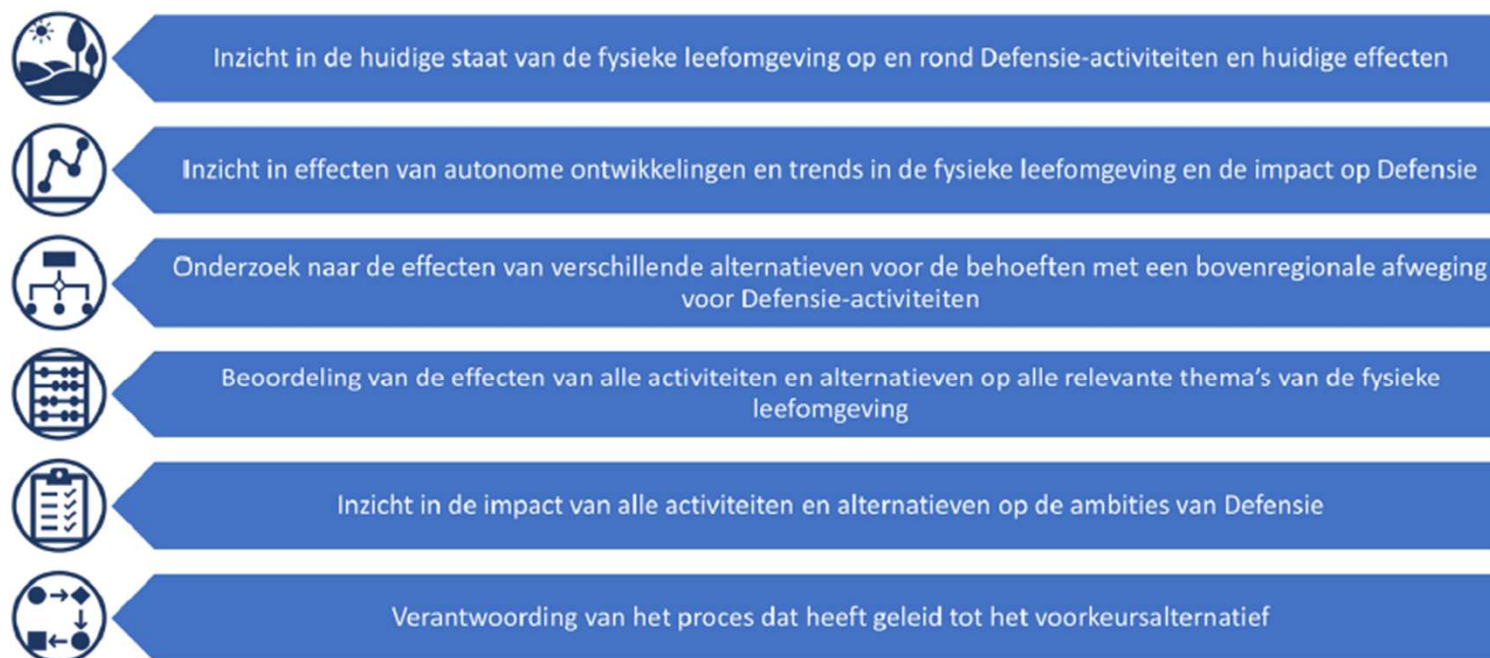 Inzicht in de huidige staat van de fysieke leefomgeving op en rond Defensie-activiteiten en huidige effecten
Inzicht in effecten van autonome ontwikkelingen en trends in de fysieke leefomgeving en de impact op Defensie
Onderzoek naar de effecten van verschillende alternatieven voor de behoeften met een bovenregionale afweging
voor Defensie-activiteiten
Beoordeling van de effecten van alle activiteiten en alternatieven op alle relevante thema's van de fysieke
leefomgeving
Inzicht in de impact van alle activiteiten en alternatieven op de ambities van Defensie
Verantwoording van het proces dat heeft geleid tot het voorkeursalternatief